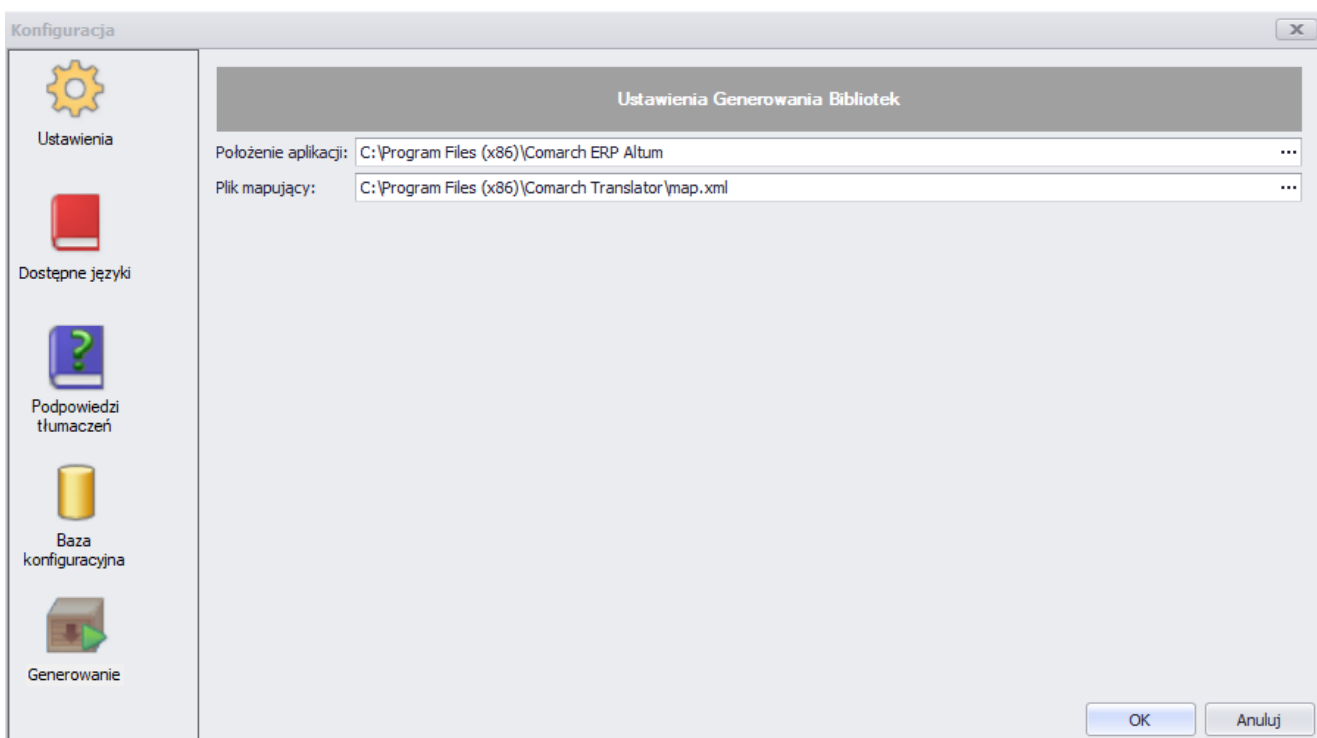 Konfiguracja
Ustawienia
Dostępne języki
Podpowiedzi
tłumaczeń
Baza
konfiguracyjna
Generowanie
Ustawienia Generowania Bibliotek
Położenie aplikacji: C:\Program Files (x86)\Comarch ERP Altum ...
Plik mapujący: C:\Program Files (x86)\Comarch Translator\map.xml ...
OK Anuluj